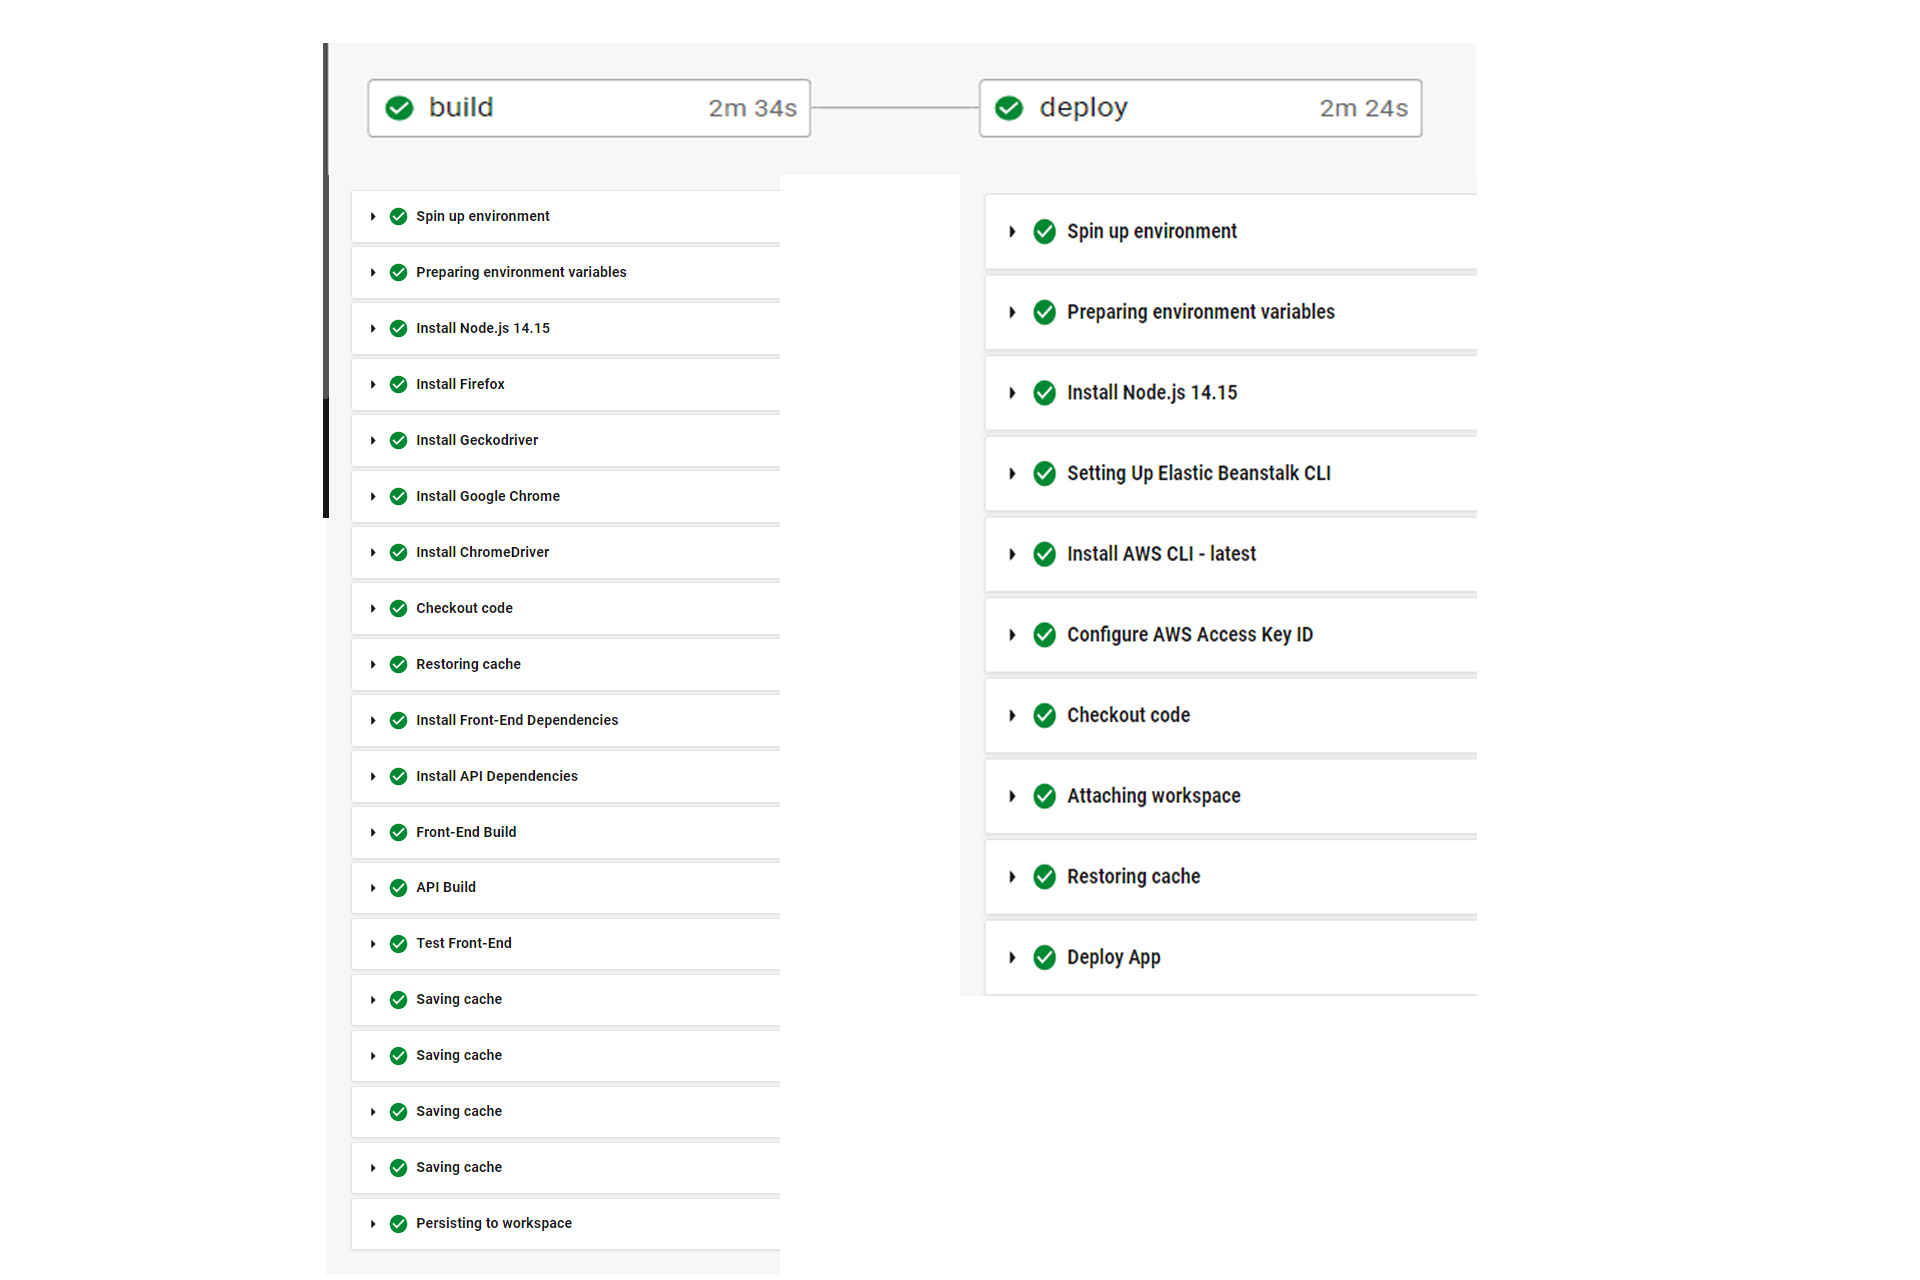 build 2m 34s
deploy 2m 24s
Spin up environment
Preparing environment variables
Install Node.js 14.15
Install Firefox
Install Geckodriver
Install Google Chrome
Install ChromeDriver
Checkout code
Restoring cache
Install Front-End Dependencies
Install API Dependencies
Front-End Build
API Build
Test Front-End
Saving cache
Saving cache
Saving cache
Saving cache
Persisting to workspace
Spin up environment
Preparing environment variables
Install Node.js 14.15
Setting Up Elastic Beanstalk CLI
Install AWS CLI - latest
Configure AWS Access Key ID
Checkout code
Attaching workspace
Restoring cache
Deploy App